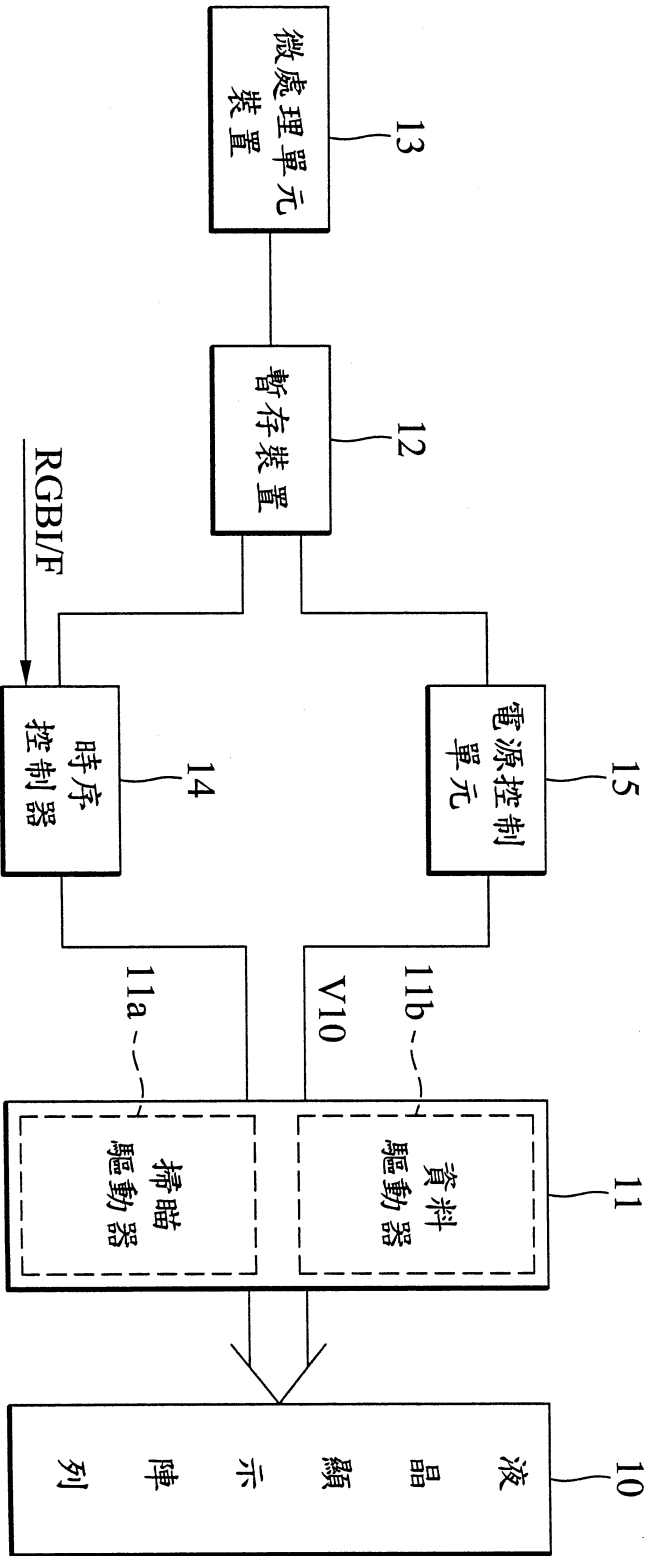 13
微處理單元
裝置
12
暫存裝置
RGBI/F
15
電源控制
單元
14
時序
控制器
V10
11b
11a
11
資料
驅動器
掃瞄
驅動器
10
液晶顯示陣列